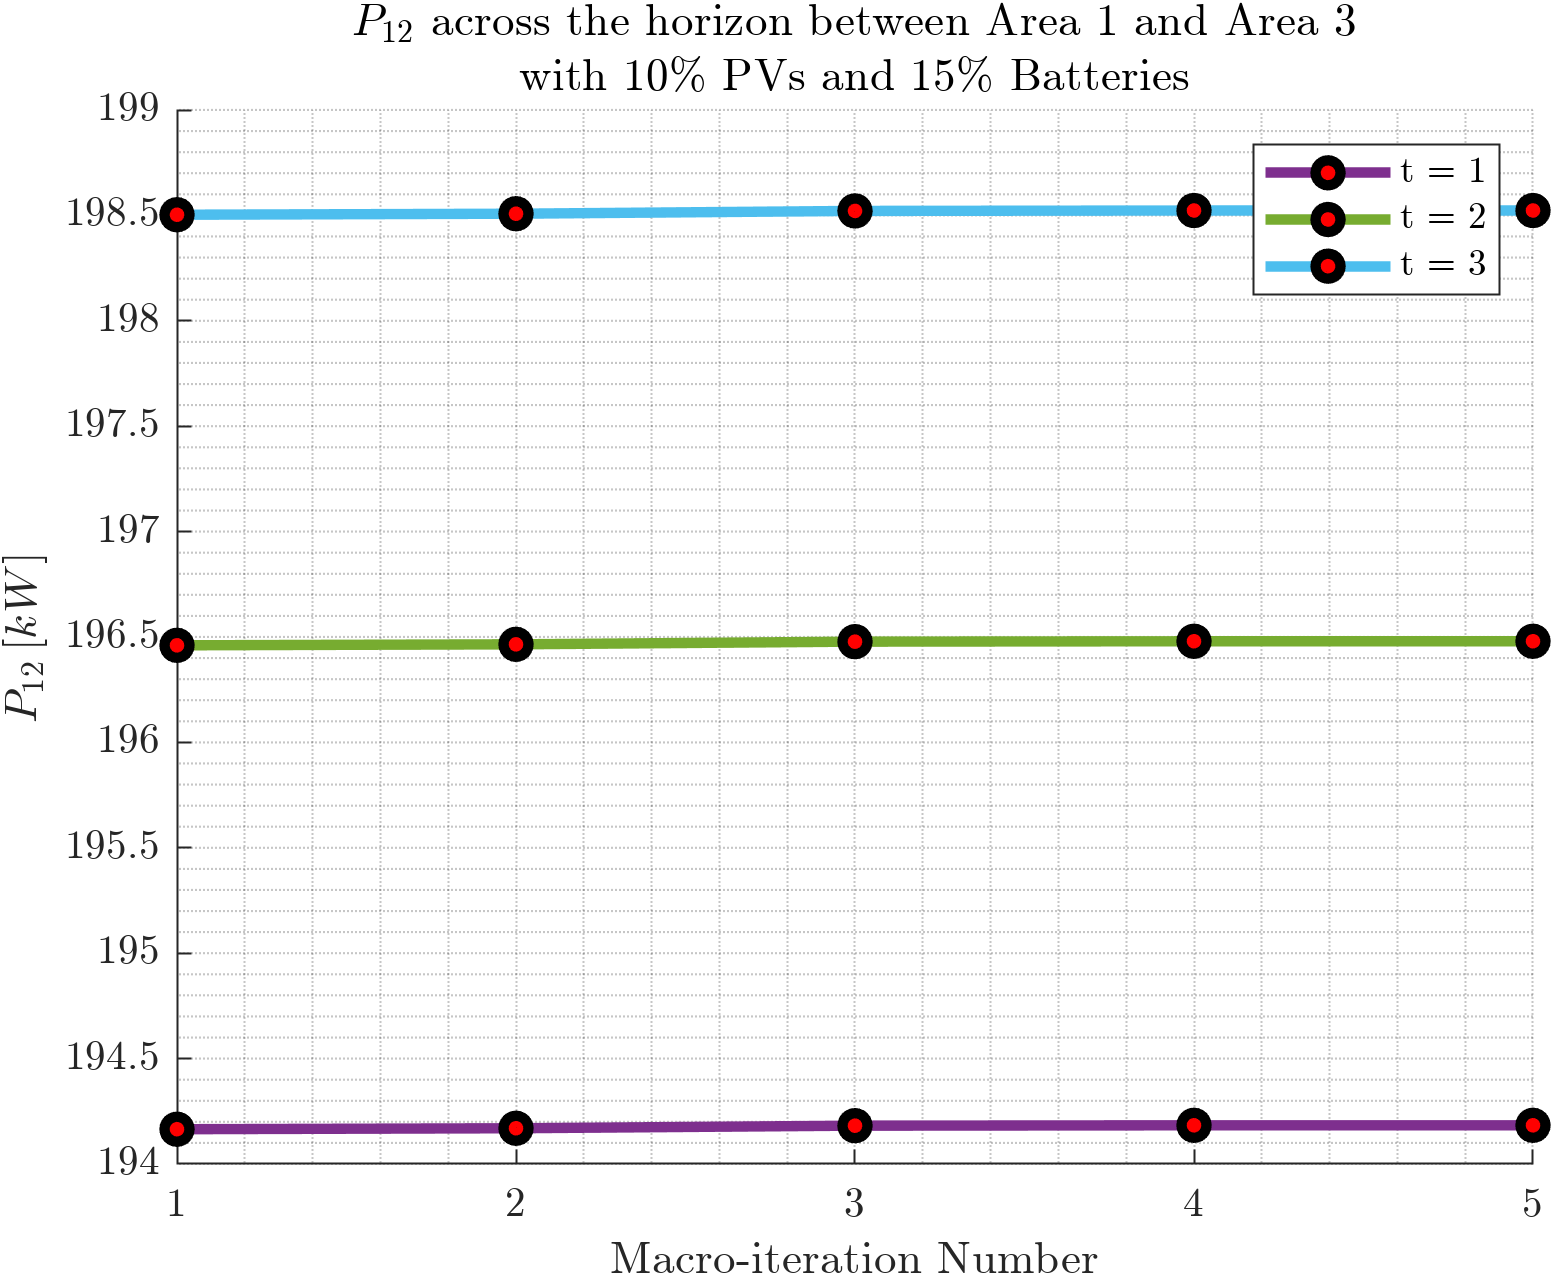 P₁₂ across the horizon between Area 1 and Area 3
with 10% PVs and 15% Batteries
199
198.5
198
197.5
197
196.5
196
195.5
195
194.5
194
P₁₂ [kW]
t = 1
t = 2
t = 3
1 2 3 4 5
Macro-iteration Number